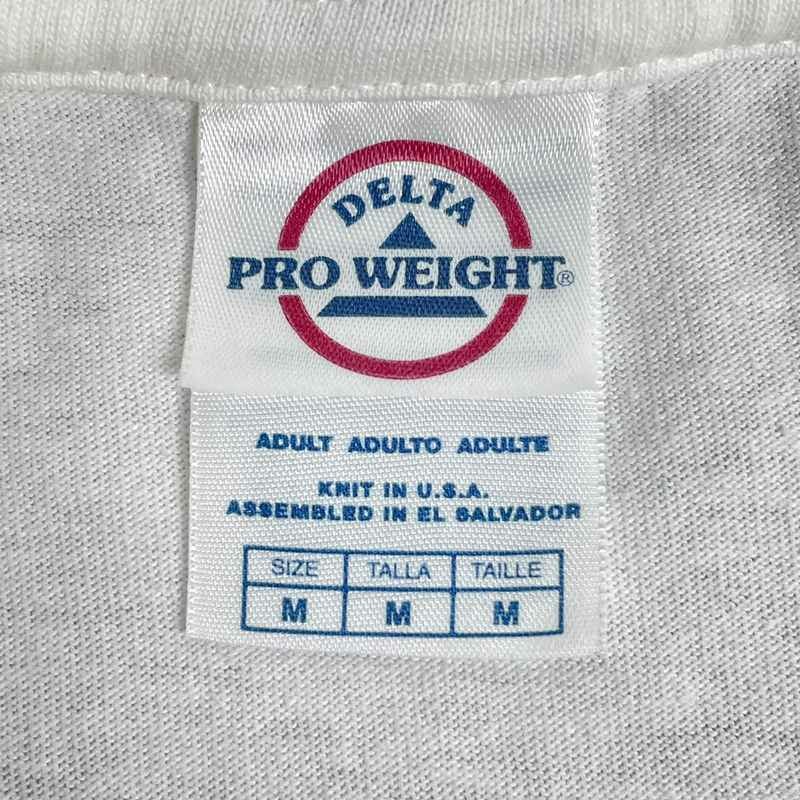 DELTA
PRO WEIGHT®
ADULT ADULTO ADULTE
KNIT IN U.S.A.
ASSEMBLED IN EL SALVADOR
SIZE TALLA TAILLE
M M M